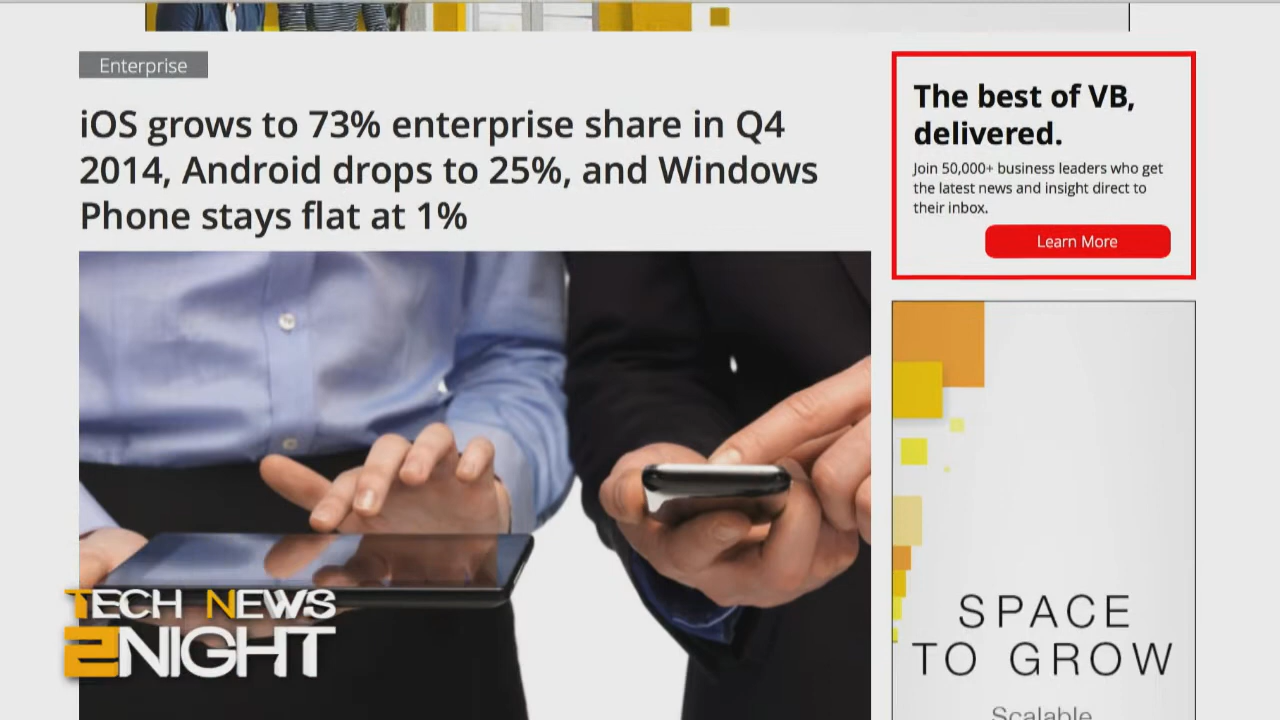 Enterprise
iOS grows to 73% enterprise share in Q4
2014, Android drops to 25%, and Windows
Phone stays flat at 1%
The best of VB,
delivered.
Join 50,000+ business leaders who get
the latest news and insight direct to
their inbox.
Learn More
SPACE
TO GROW
Scalable
TECH NEWS
2NIGHT